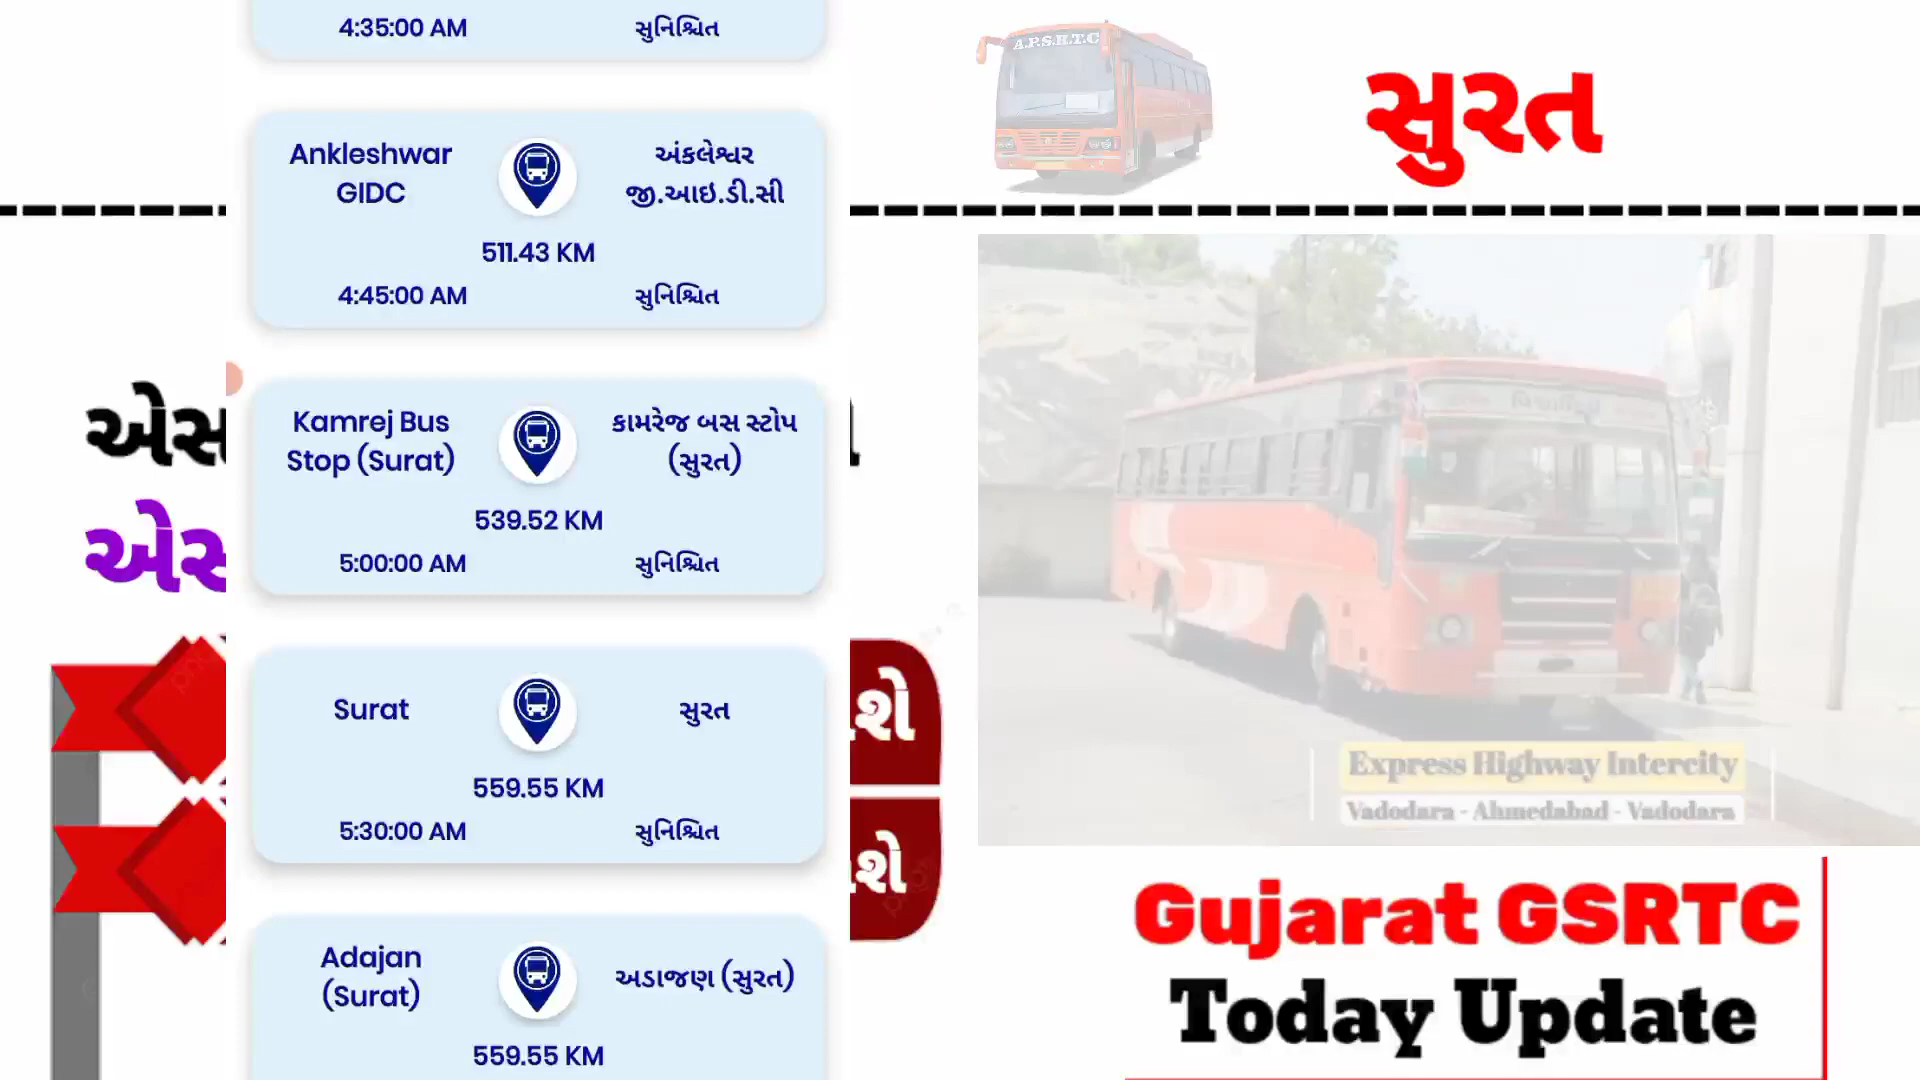 4:35:00 AM સુનિશ્ચિત
Ankleshwar
GIDC
અંકલેશ્વર
જી.આઇ.ડી.સી
511.43 KM
4:45:00 AM સુનિશ્ચિત
Kamrej Bus
Stop (Surat)
કામરેજ બસ સ્ટોપ
(સુરત)
539.52 KM
5:00:00 AM સુનિશ્ચિત
Surat સુરત
559.55 KM
5:30:00 AM સુનિશ્ચિત
Adajan
(Surat)
અડાજણ (સુરત)
559.55 KM
એસ
એસ
શે
શે
A.P.S.R.T.C
સુરત
Express Highway Intercity
Vadodara - Ahmedabad - Vadodara
Gujarat GSRTC
Today Update